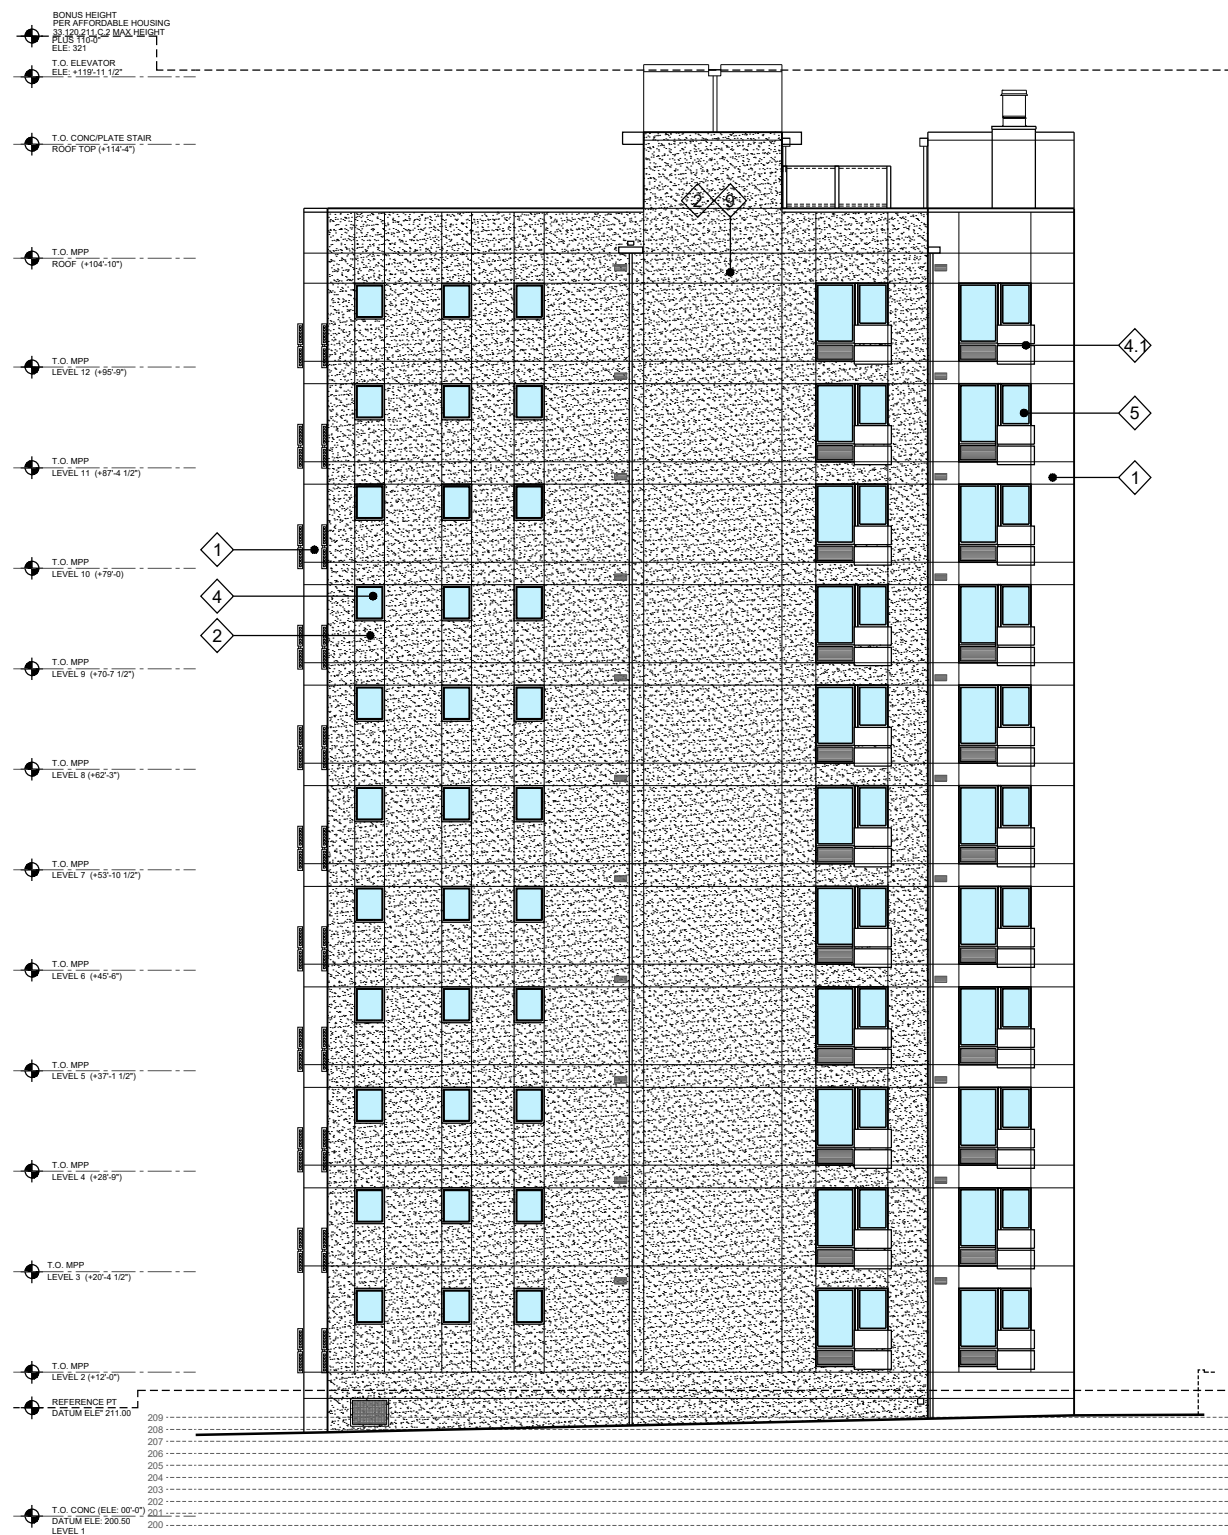 BONUS HEIGHT
PER AFFORDABLE HOUSING
33.120.211.C.2 MAX HEIGHT
PLUS 110-0"
ELE: 321
T.O. ELEVATOR
ELE: +119'-11 1/2"
T.O. CONC/PLATE STAIR
ROOF TOP (+114'-4")
2
9
T.O. MPP
ROOF (+104'-10")
4.1
T.O. MPP
LEVEL 12 (+95'-9")
5
T.O. MPP
LEVEL 11 (+87'-4 1/2")
1
1
T.O. MPP
LEVEL 10 (+79'-0)
4
2
T.O. MPP
LEVEL 9 (+70-7 1/2")
T.O. MPP
LEVEL 8 (+62'-3")
T.O. MPP
LEVEL 7 (+53'-10 1/2")
T.O. MPP
LEVEL 6 (+45'-6")
T.O. MPP
LEVEL 5 (+37'-1 1/2")
T.O. MPP
LEVEL 4 (+28'-9")
T.O. MPP
LEVEL 3 (+20'-4 1/2")
T.O. MPP
LEVEL 2 (+12'-0")
REFERENCE PT
DATUM ELE" 211.00
209
208
207
206
205
204
203
202
201
200
T.O. CONC (ELE: 00'-0")
DATUM ELE: 200.50
LEVEL 1